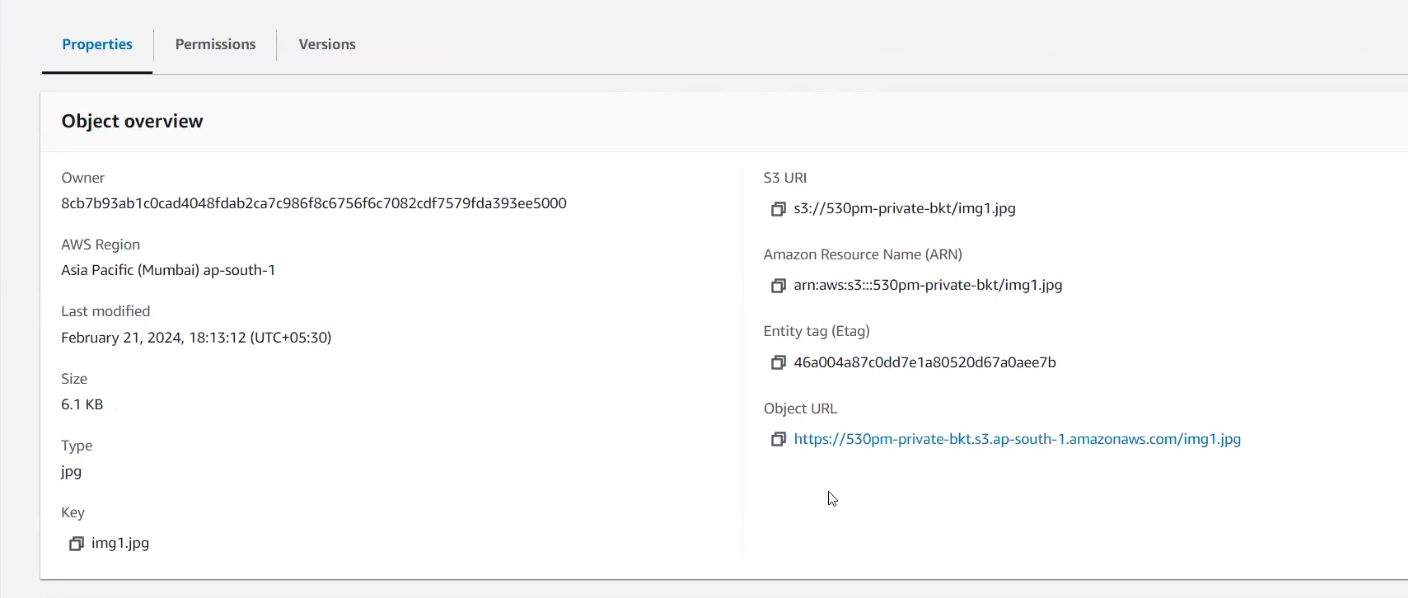 Properties
Permissions
Versions
Object overview
Owner
8cb7b93ab1c0cad4048fdab2ca7c986f8c6756f6c7082cdf7579fda393ee5000
AWS Region
Asia Pacific (Mumbai) ap-south-1
Last modified
February 21, 2024, 18:13:12 (UTC+05:30)
Size
6.1 KB
Type
jpg
Key
img1.jpg
S3 URI
s3://530pm-private-bkt/img1.jpg
Amazon Resource Name (ARN)
arn:aws:s3:::530pm-private-bkt/img1.jpg
Entity tag (Etag)
46a004a87c0dd7e1a80520d67a0aee7b
Object URL
https://530pm-private-bkt.s3.ap-south-1.amazonaws.com/img1.jpg